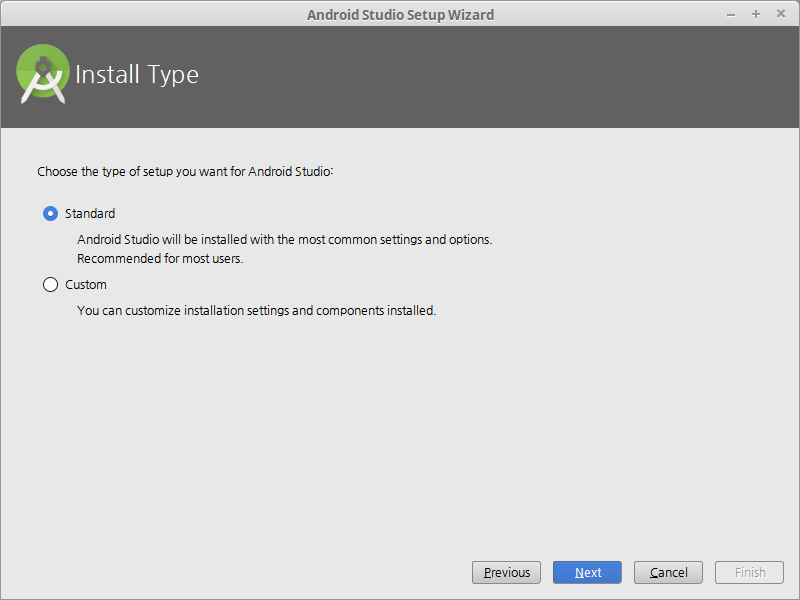 Android Studio Setup Wizard
Install Type
Choose the type of setup you want for Android Studio:
Standard
Android Studio will be installed with the most common settings and options.
Recommended for most users.
Custom
You can customize installation settings and components installed.
Previous Next Cancel Finish